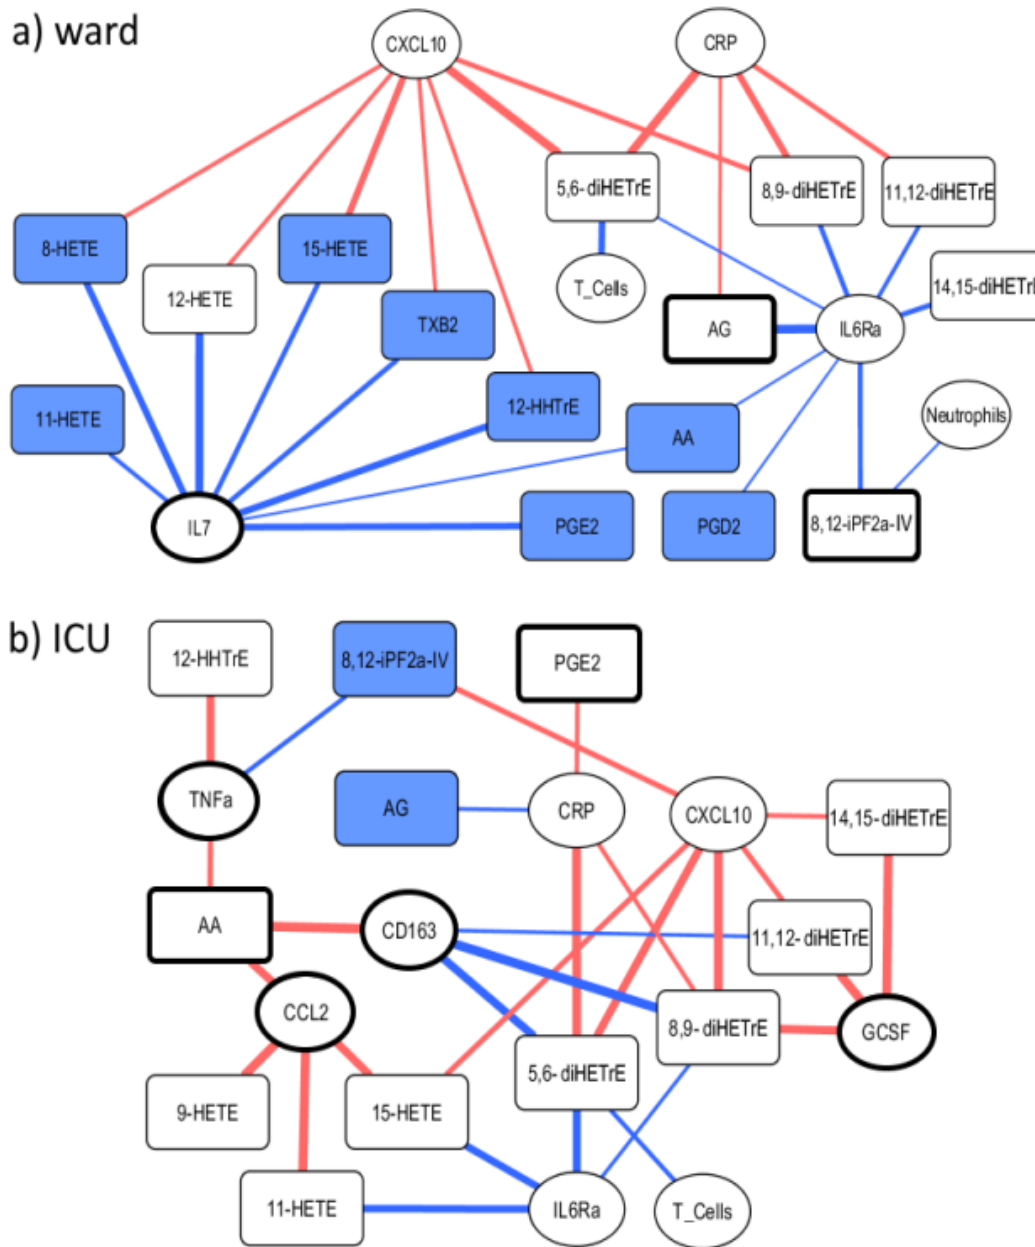 a) ward
CXCL10
CRP
5,6- diHETrE
8,9- diHETrE
11,12-diHETrE
8-HETE
15-HETE
12-HETE
T_Cells
14,15-diHETrE
TXB2
AG
IL6Ra
11-HETE
12-HHTrE
AA
Neutrophils
IL7
PGE2
PGD2
8,12-iPF2a-IV
b) ICU
12-HHTrE
8,12-iPF2a-IV
PGE2
TNFa
AG
CRP
CXCL10
14,15- diHETrE
AA
CD163
11,12- diHETrE
CCL2
8,9- diHETrE
GCSF
5,6- diHETrE
9-HETE
15-HETE
11-HETE
IL6Ra
T_Cells